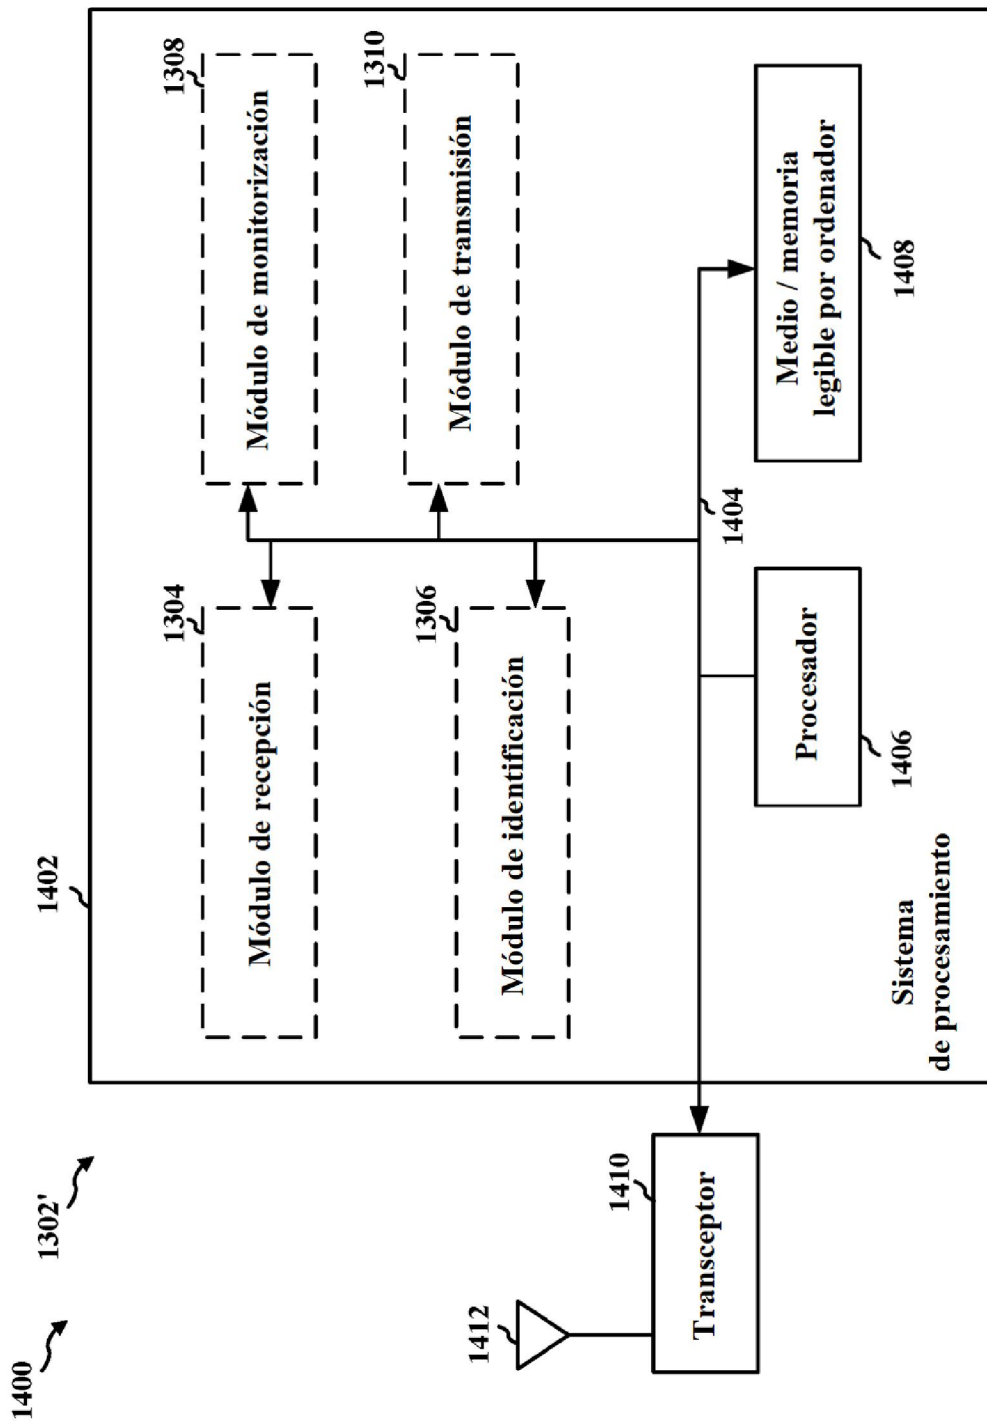 1400
1302'
1402
1304
Módulo de recepción
1308
Módulo de monitorización
1306
Módulo de identificación
1310
Módulo de transmisión
1412
1410
Transceptor
1404
Procesador
1406
Medio / memoria
legible por ordenador
1408
Sistema
de procesamiento